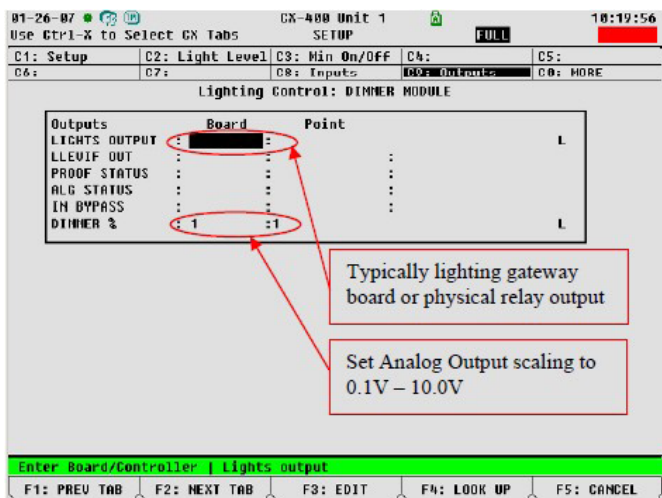 01-26-07 CX-400 Unit 1 10:19:56
Use Ctrl-X to Select CX Tabs SETUP FULL
C1: Setup C2: Light Level C3: Min On/Off C4: C5:
C6: C7: C8: Inputs C9: Outputs C0: MORE
Lighting Control: DIMMER MODULE
Outputs Board Point
LIGHTS OUTPUT : : L
LLEVIF OUT : : :
PROOF STATUS : : :
ALG STATUS : : :
IN BYPASS : : :
DIMMER % : 1 :1 L
Typically lighting gateway
board or physical relay output
Set Analog Output scaling to
0.1V – 10.0V
Enter Board/Controller | Lights output
F1: PREV TAB F2: NEXT TAB F3: EDIT F4: LOOK UP F5: CANCEL